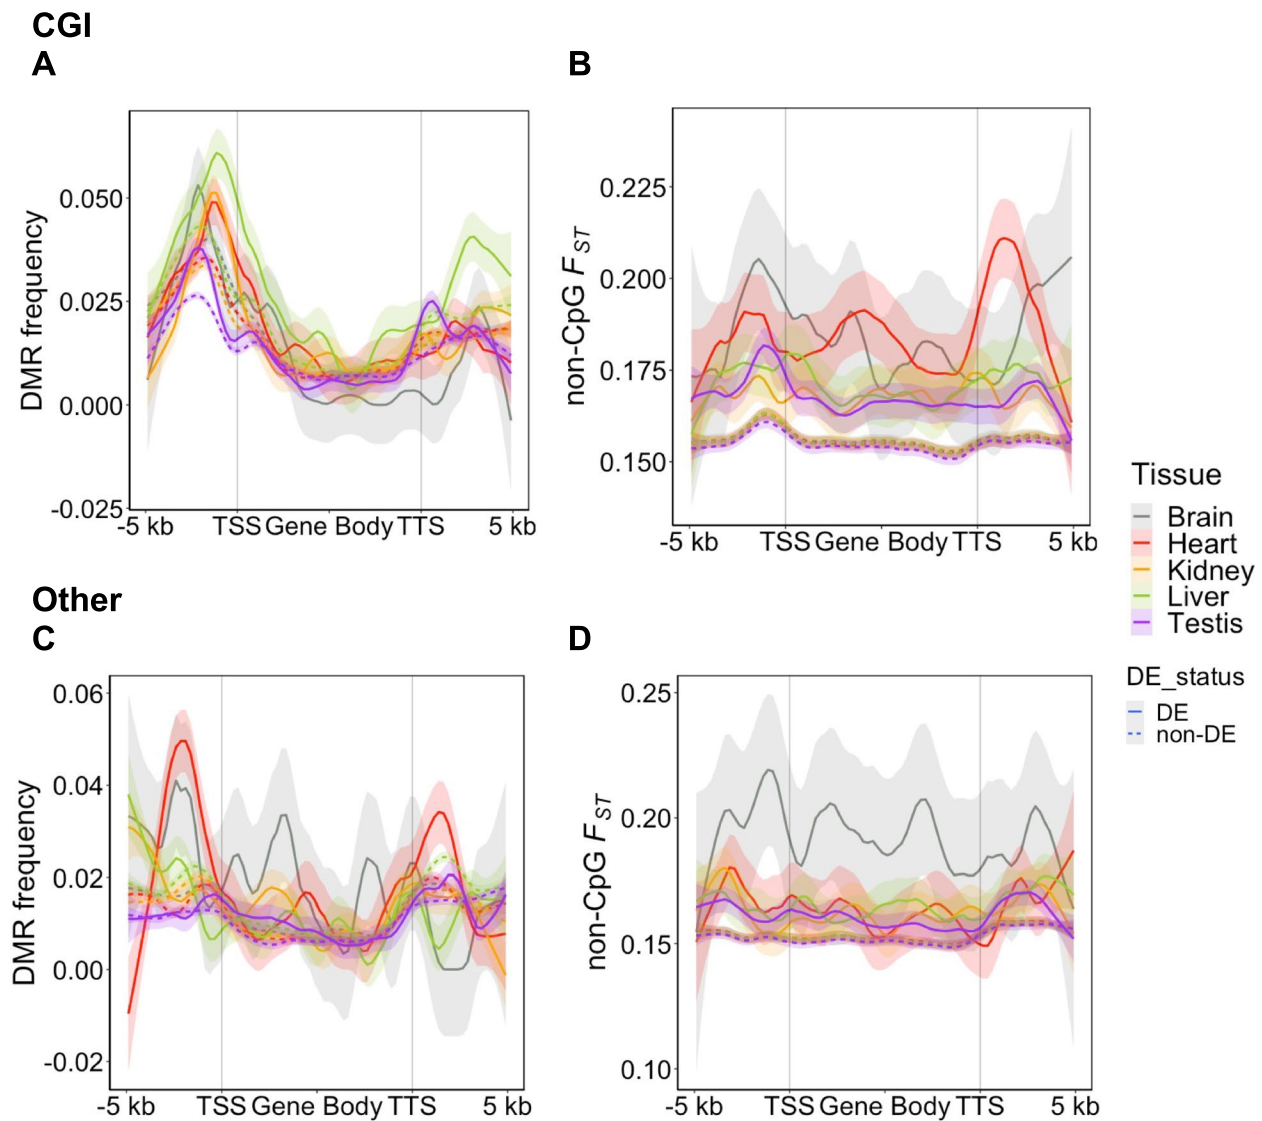 CGI
A
B
DMR frequency
0.050
0.025
0.000
-0.025
-5 kb TSS Gene Body TTS 5 kb
non-CpG FST
0.225
0.200
0.175
0.150
-5 kb TSS Gene Body TTS 5 kb
Tissue
Brain
Heart
Kidney
Liver
Testis
DE_status
DE
non-DE
Other
C
D
DMR frequency
0.06
0.04
0.02
0.00
-0.02
-5 kb TSS Gene Body TTS 5 kb
non-CpG FST
0.25
0.20
0.15
0.10
-5 kb TSS Gene Body TTS 5 kb